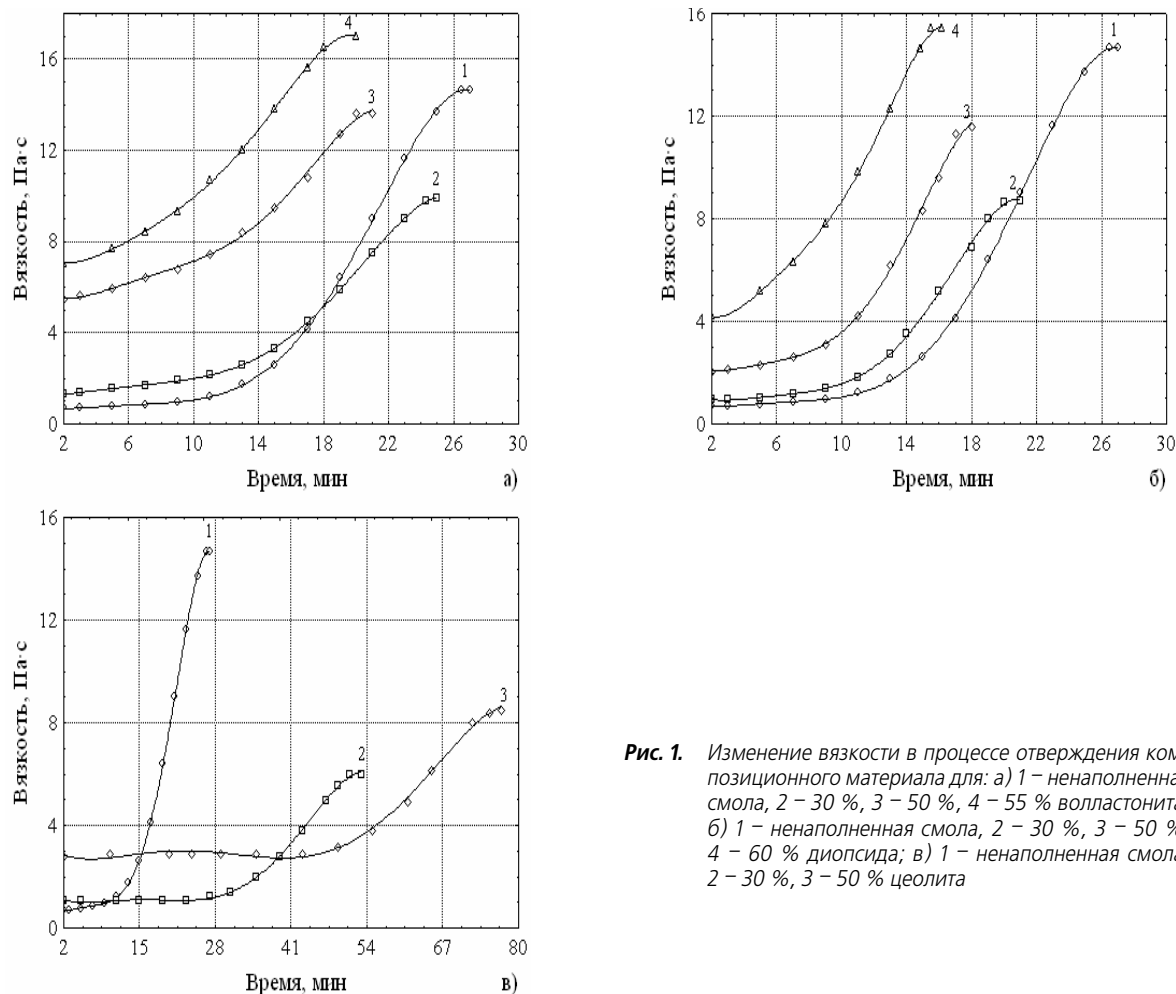 4
1
3
2
16
12
8
4
0
2 6 10 14 18 22 26 30
Вязкость, Па·с
Время, мин
а)
4
1
3
2
16
12
8
4
0
2 6 10 14 18 22 26 30
Вязкость, Па·с
Время, мин
б)
1
2
3
16
12
8
4
0
2 15 28 41 54 67 80
Вязкость, Па·с
Время, мин
в)
Рис. 1. Изменение вязкости в процессе отверждения ком
позиционного материала для: а) 1 – ненаполненна
смола, 2 – 30 %, 3 – 50 %, 4 – 55 % волластонита
б) 1 – ненаполненная смола, 2 – 30 %, 3 – 50 %
4 – 60 % диопсида; в) 1 – ненаполненная смола
2 – 30 %, 3 – 50 % цеолита